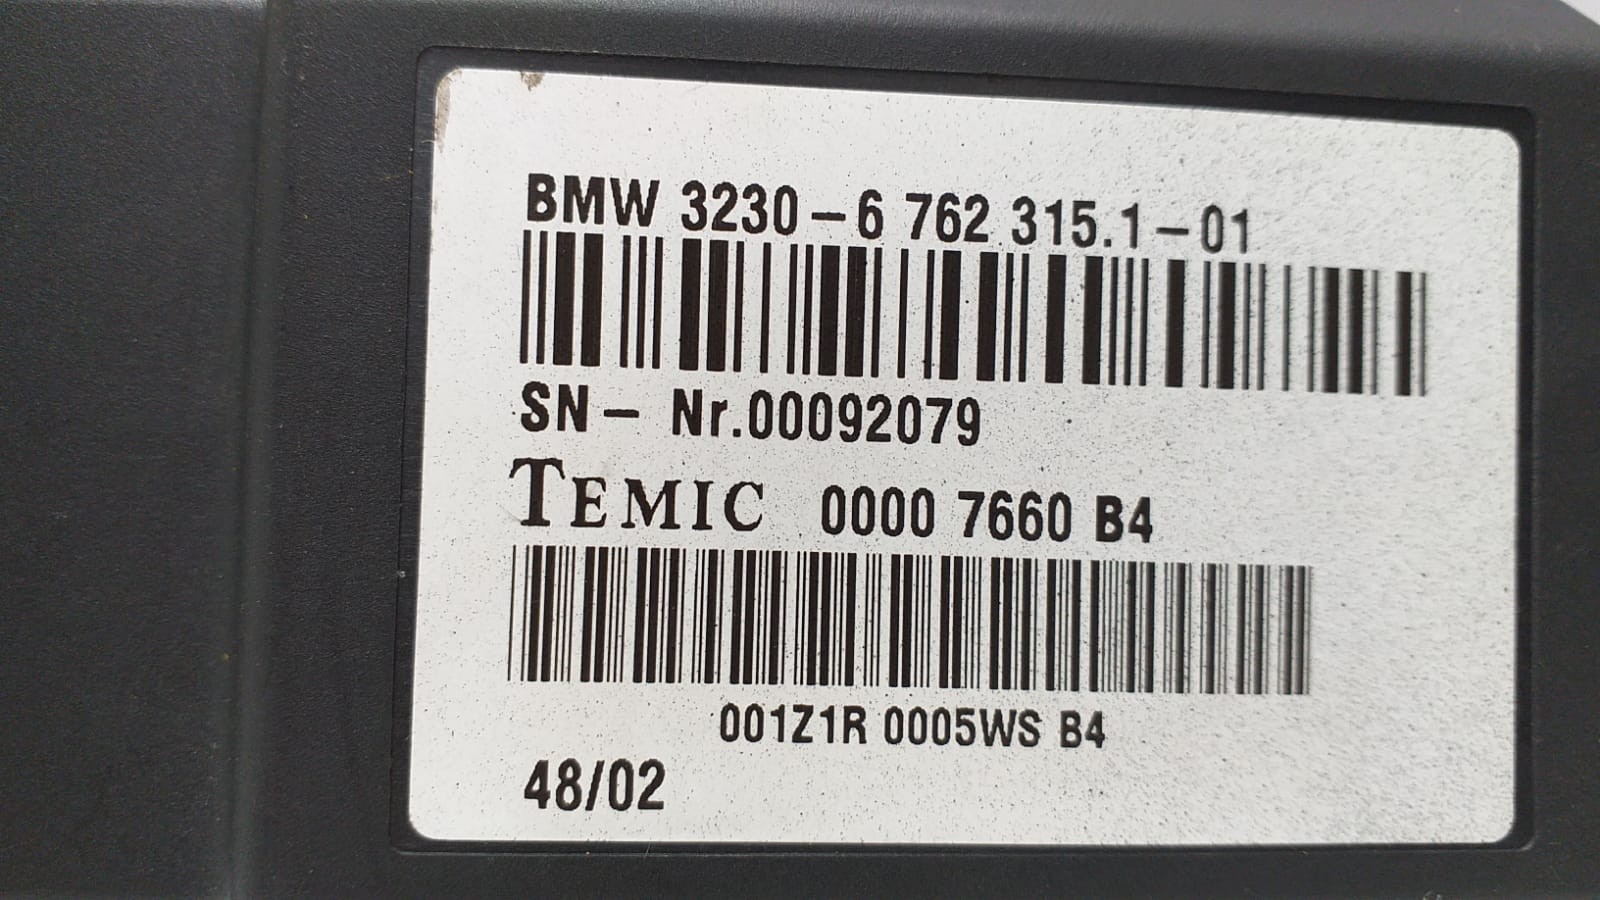 BMW 3230-6 762 315.1-01
SN- Nr.00092079
TEMIC 0000 7660 B4
001Z1R 0005WS B4
48/02